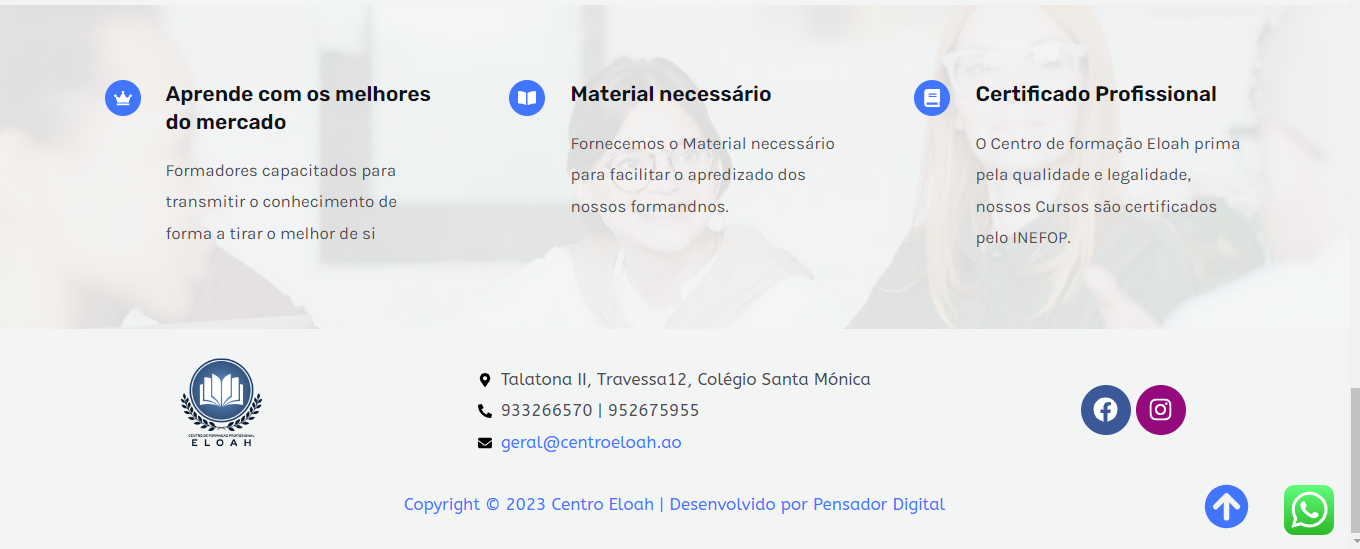 Aprende com os melhores
do mercado
Formadores capacitados para
transmitir o conhecimento de
forma a tirar o melhor de si
Material necessário
Fornecemos o Material necessário
para facilitar o apredizado dos
nossos formandnos.
Certificado Profissional
O Centro de formação Eloah prima
pela qualidade e legalidade,
nossos Cursos são certificados
pelo INEFOP.
CENTRO DE FORMAÇÃO PROFISSIONAL
ELOAH
Talatona II, Travessa12, Colégio Santa Mónica
933266570 | 952675955
geral@centroeloah.ao
Copyright © 2023 Centro Eloah | Desenvolvido por Pensador Digital